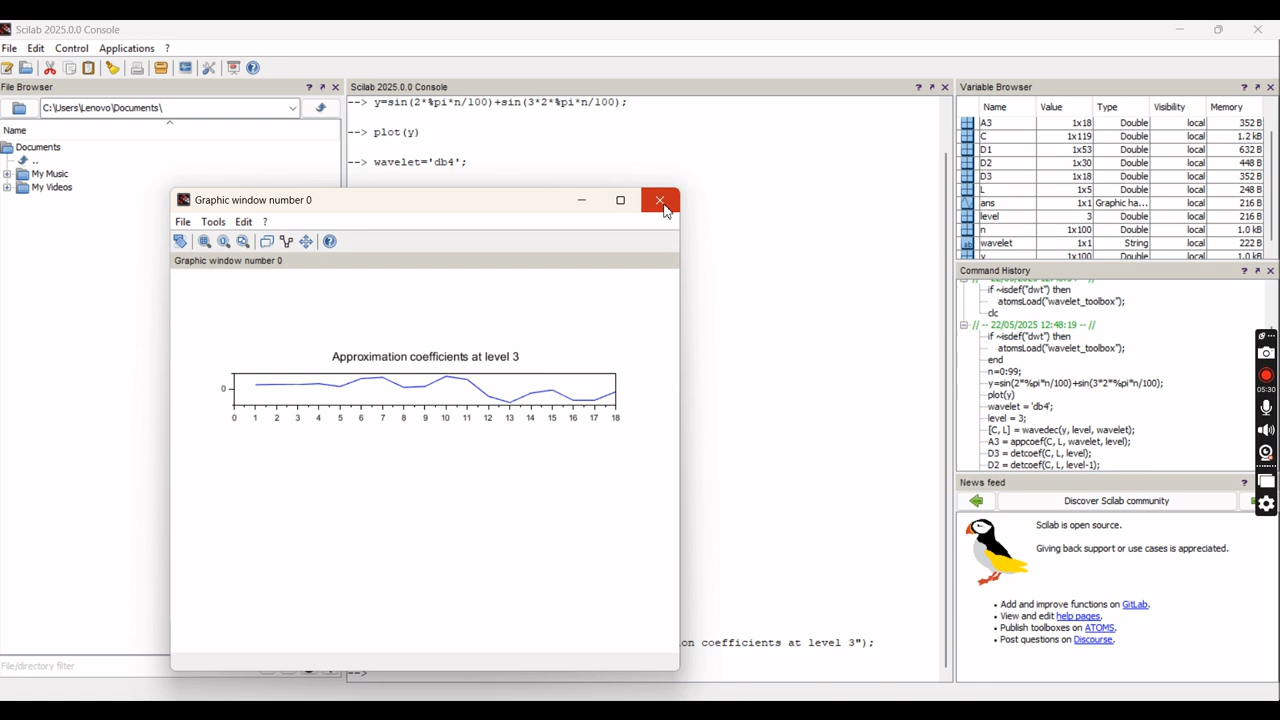 Scilab 2025.0.0 Console
File Edit Control Applications ?
File Browser ? ↗ ×
C:\Users\Lenovo\Documents\
Name
Documents
..
My Music
My Videos
File/directory filter
Scilab 2025.0.0 Console ? ↗ ×
--> y=sin(2*%pi*n/100)+sin(3*2*%pi*n/100);
--> plot(y)
--> wavelet='db4';
on coefficients at level 3");
-->
Graphic window number 0
File Tools Edit ?
Graphic window number 0
Approximation coefficients at level 3
0
0 1 2 3 4 5 6 7 8 9 10 11 12 13 14 15 16 17 18
Variable Browser ? ↗ ×
Name Value Type Visibility Memory
A3 1x18 Double local 352 B
C 1x119 Double local 1.2 kB
D1 1x53 Double local 632 B
D2 1x30 Double local 448 B
D3 1x18 Double local 352 B
L 1x5 Double local 248 B
ans 1x1 Graphic ha... local 216 B
level 3 Double local 216 B
n 1x100 Double local 1.0 kB
wavelet 1x1 String local 222 B
y 1x100 Double local 1.0 kB
Command History ? ↗ ×
if ~isdef("dwt") then
atomsLoad("wavelet_toolbox");
clc
// -- 22/05/2025 12:48:19 -- //
if ~isdef("dwt") then
atomsLoad("wavelet_toolbox");
end
n=0:99;
y=sin(2*%pi*n/100)+sin(3*2*%pi*n/100);
plot(y)
wavelet = 'db4';
level = 3;
[C, L] = wavedec(y, level, wavelet);
A3 = appcoef(C, L, wavelet, level);
D3 = detcoef(C, L, level);
D2 = detcoef(C, L, level-1);
News feed ?
Discover Scilab community
Scilab is open source.
Giving back support or use cases is appreciated.
• Add and improve functions on GitLab.
• View and edit help pages.
• Publish toolboxes on ATOMS.
• Post questions on Discourse.
05:30